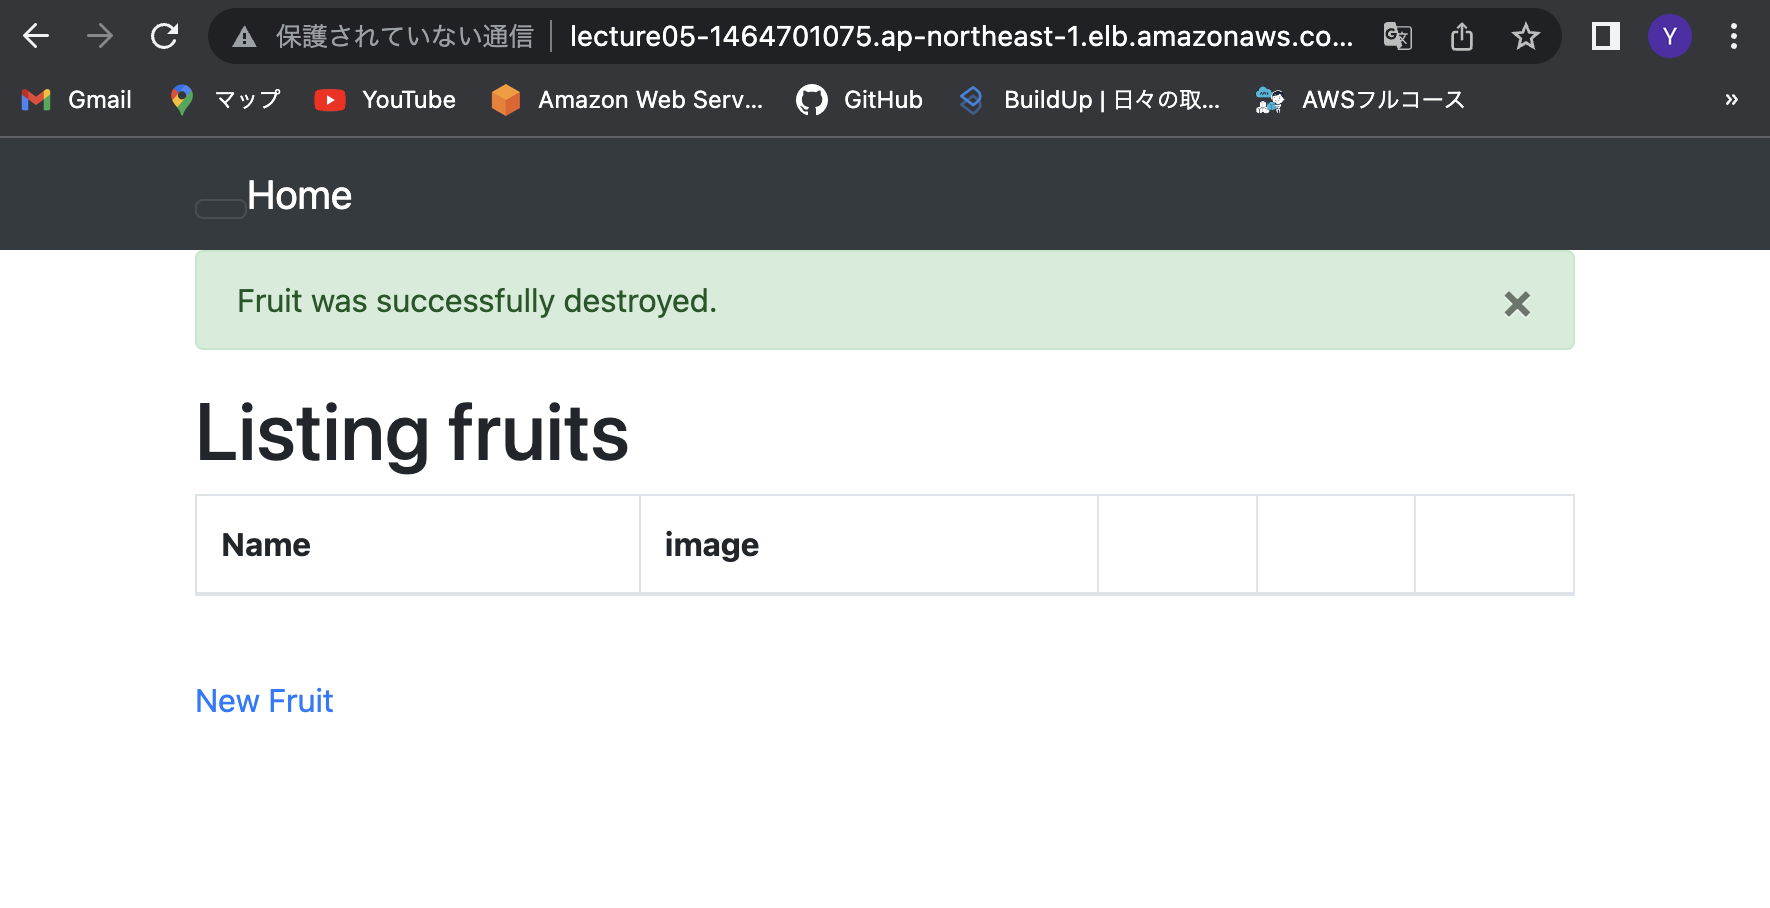 保護されていない通信 lecture05-1464701075.ap-northeast-1.elb.amazonaws.co... Y
Gmail マップ YouTube Amazon Web Serv... GitHub BuildUp | 日々の取... AWSフルコース »
Home
Fruit was successfully destroyed. ×
Listing fruits
Name image
New Fruit